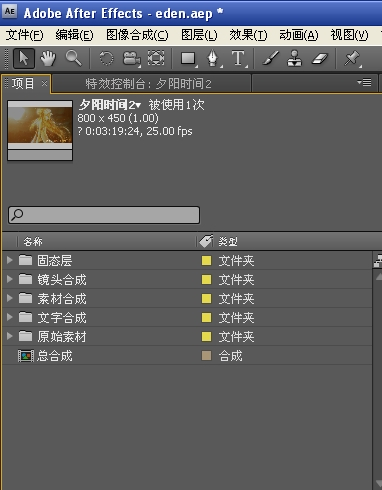 Ae Adobe After Effects - eden.aep *
文件(F) 编辑(E) 图像合成(C) 图层(L) 效果(T) 动画(A) 视图(V)
项目 × 特效控制台: 夕阳时间2
夕阳时间2▾ 被使用1次
800 x 450 (1.00)
? 0:03:19:24, 25.00 fps
名称 类型
固态层 文件夹
镜头合成 文件夹
素材合成 文件夹
文字合成 文件夹
原始素材 文件夹
总合成 合成